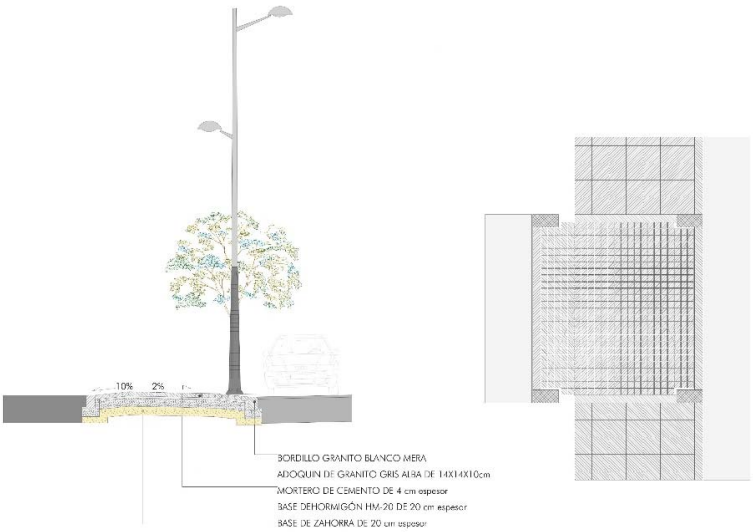 10% 2%
BORDILLO GRANITO BLANCO MERA
ADOQUIN DE GRANITO GRIS ALBA DE 14X14X10cm
MORTERO DE CEMENTO DE 4 cm espesor
BASE DEHORMIGÓN HM-20 DE 20 cm espesor
BASE DE ZAHORRA DE 20 cm espesor